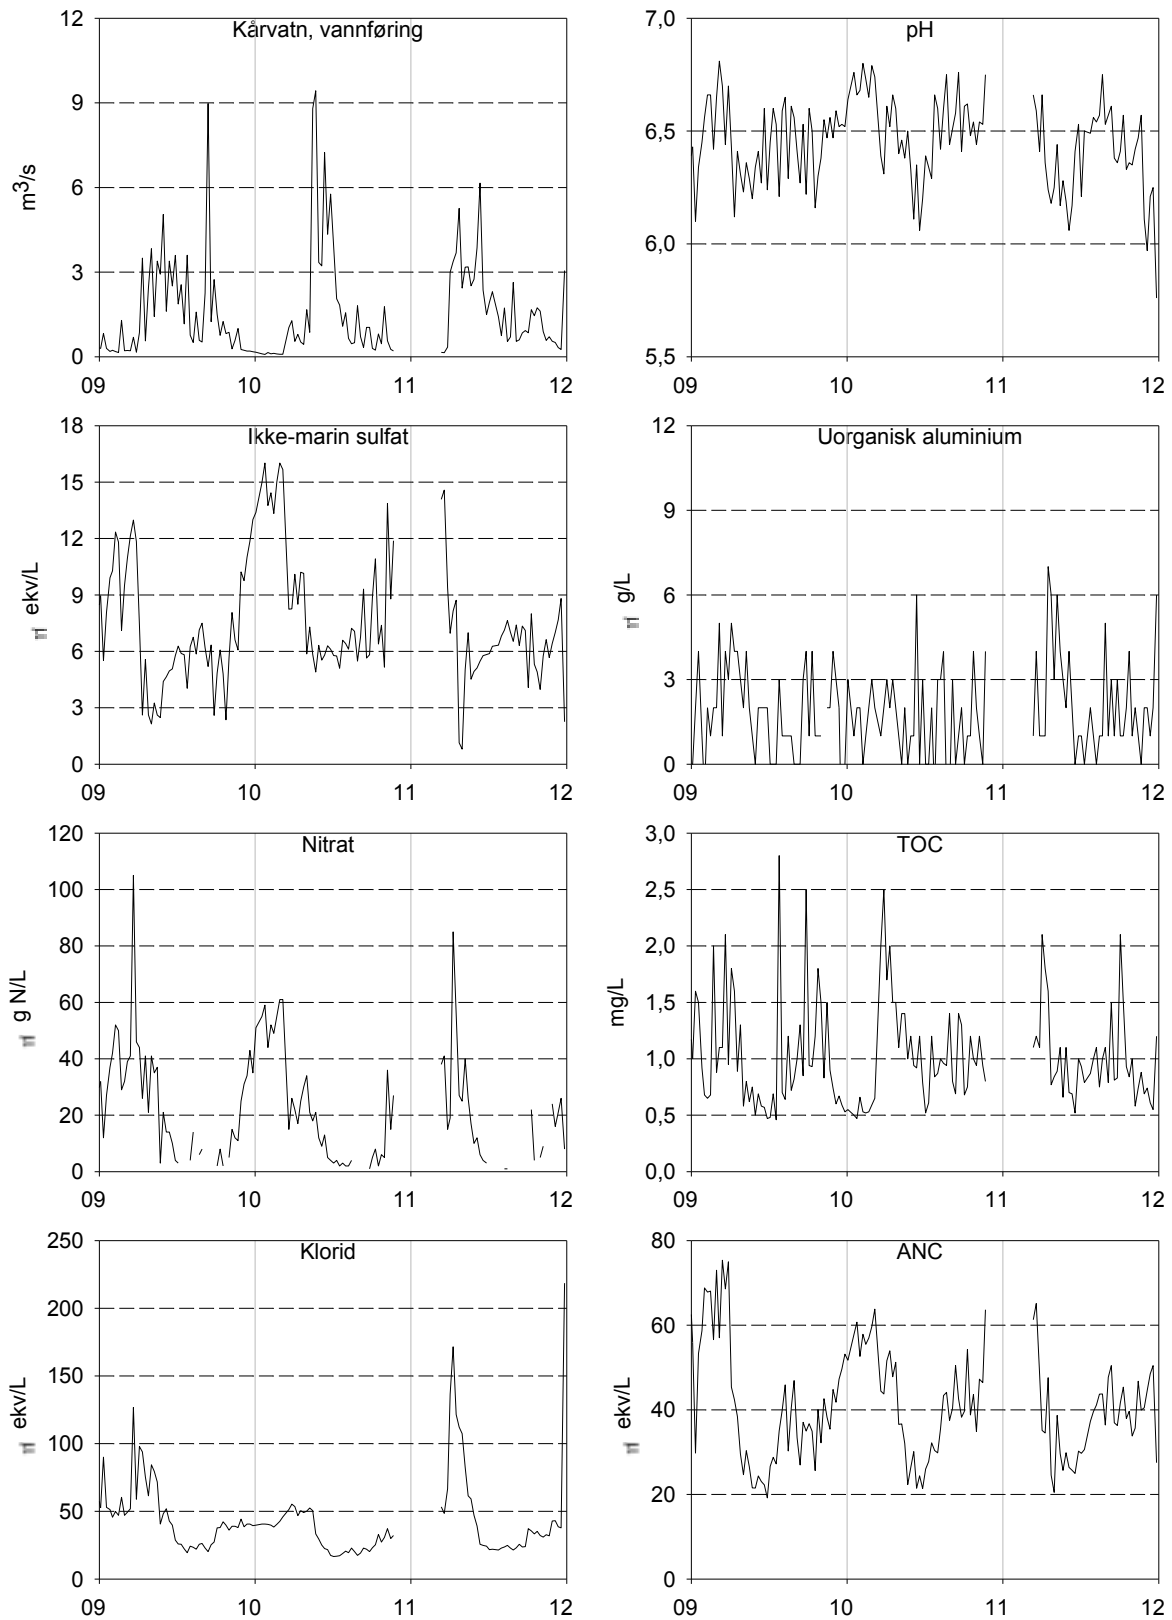 Kårvatn, vannføring
12
9
6
3
0
m3/s
09 10 11 12
pH
7,0
6,5
6,0
5,5
09 10 11 12
Ikke-marin sulfat
18
15
12
9
6
3
0
ekv/L
09 10 11 12
Uorganisk aluminium
12
9
6
3
0
g/L
09 10 11 12
Nitrat
120
100
80
60
40
20
0
g N/L
09 10 11 12
TOC
3,0
2,5
2,0
1,5
1,0
0,5
0,0
mg/L
09 10 11 12
Klorid
250
200
150
100
50
0
ekv/L
09 10 11 12
ANC
80
60
40
20
0
ekv/L
09 10 11 12